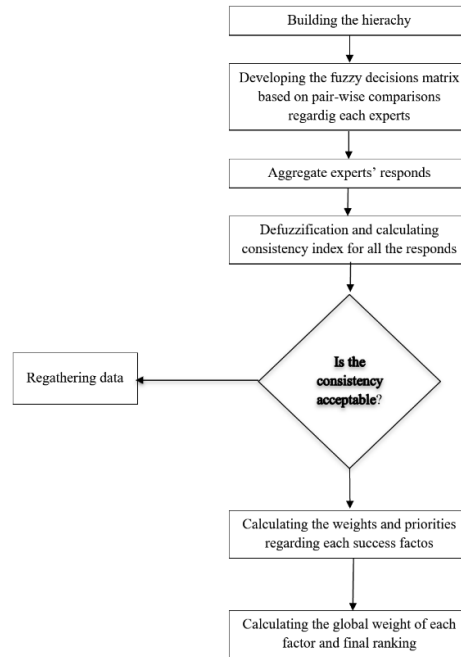 Building the hierachy
Developing the fuzzy decisions matrix
based on pair-wise comparisons
regardig each experts
Aggregate experts' responds
Defuzzification and calculating
consistency index for all the responds
Is the
consistency
acceptable?
Regathering data
Calculating the weights and priorities
regarding each success factos
Calculating the global weight of each
factor and final ranking